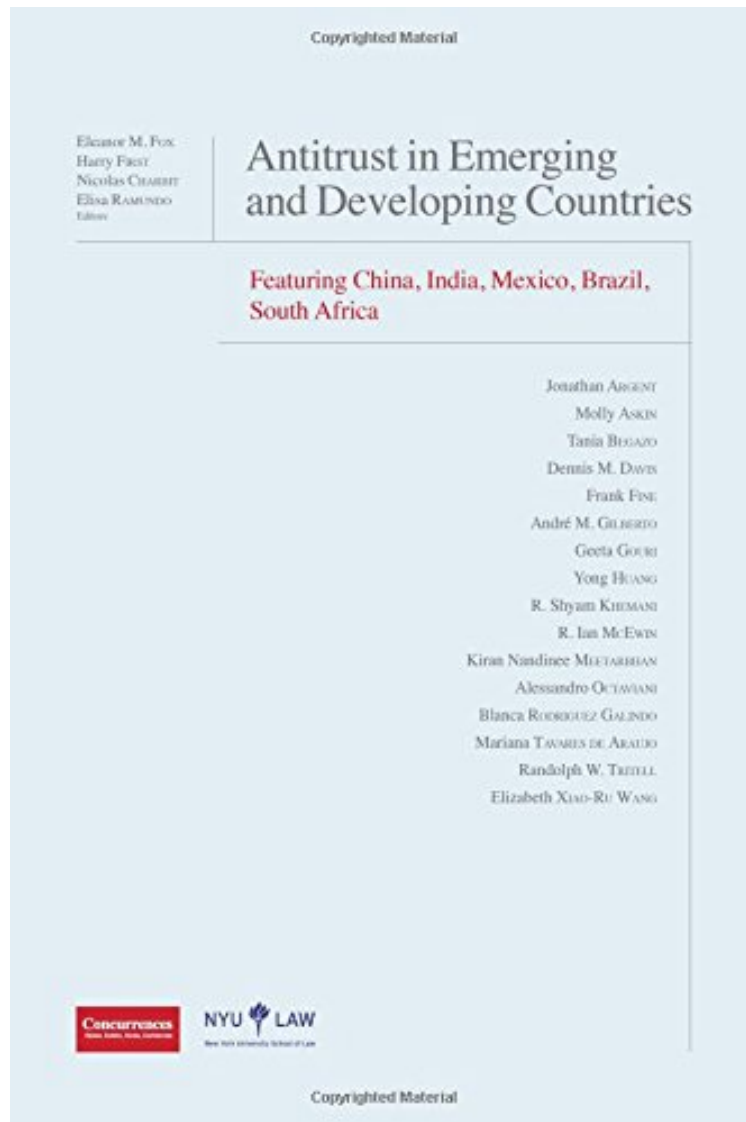 Copyrighted Material
Eleanor M. FOX
Harry FIRST
Nicolas CHARBIT
Elisa RAMUNDO
Editors
Antitrust in Emerging
and Developing Countries
Featuring China, India, Mexico, Brazil,
South Africa
Jonathan ARGENT
Molly ASKIN
Tania BEGAZO
Dennis M. DAVIS
Frank FINE
André M. GILBERTO
Geeta GOURI
Yong HUANG
R. Shyam KHEMANI
R. Ian MCEWIN
Kiran Nandinee MEETARBHAN
Alessandro OCTAVIANI
Blanca RODRIGUEZ GALINDO
Mariana TAVARES DE ARAUJO
Randolph W. TRITELL
Elizabeth XIAO-RU WANG
Concurrences
NYU LAW
New York University School of Law
Copyrighted Material